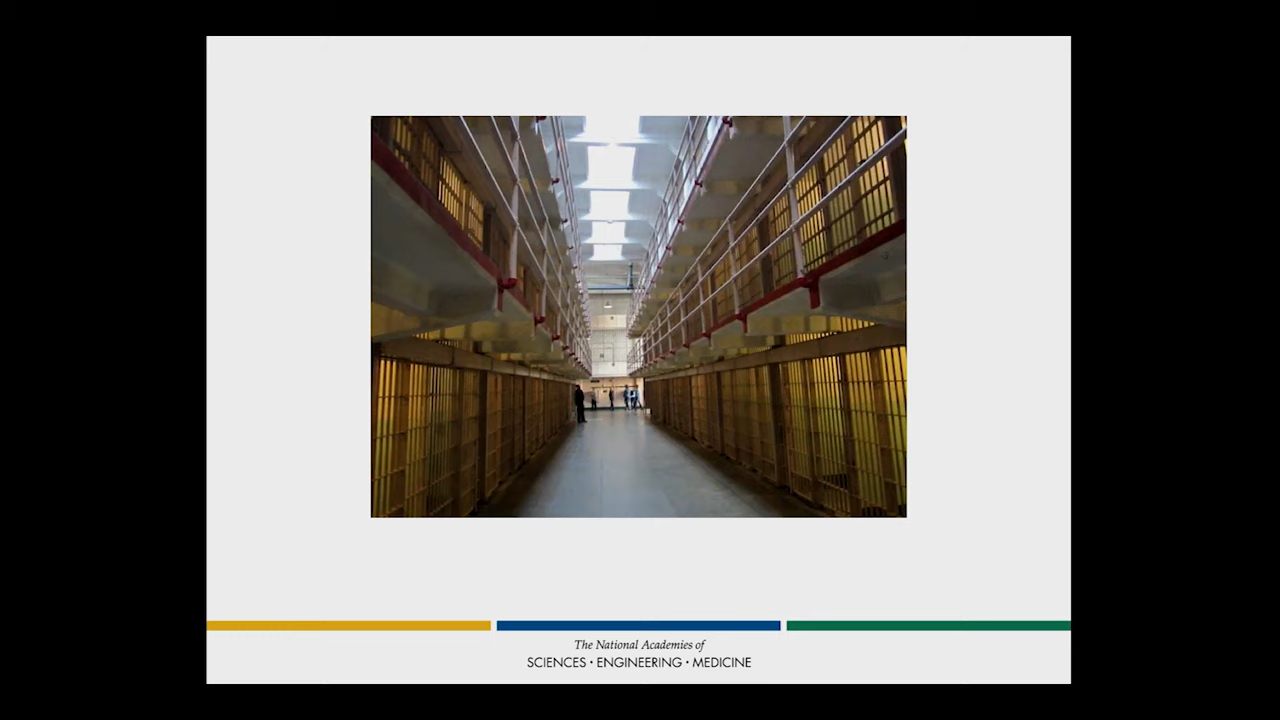 The National Academies of
SCIENCES · ENGINEERING · MEDICINE